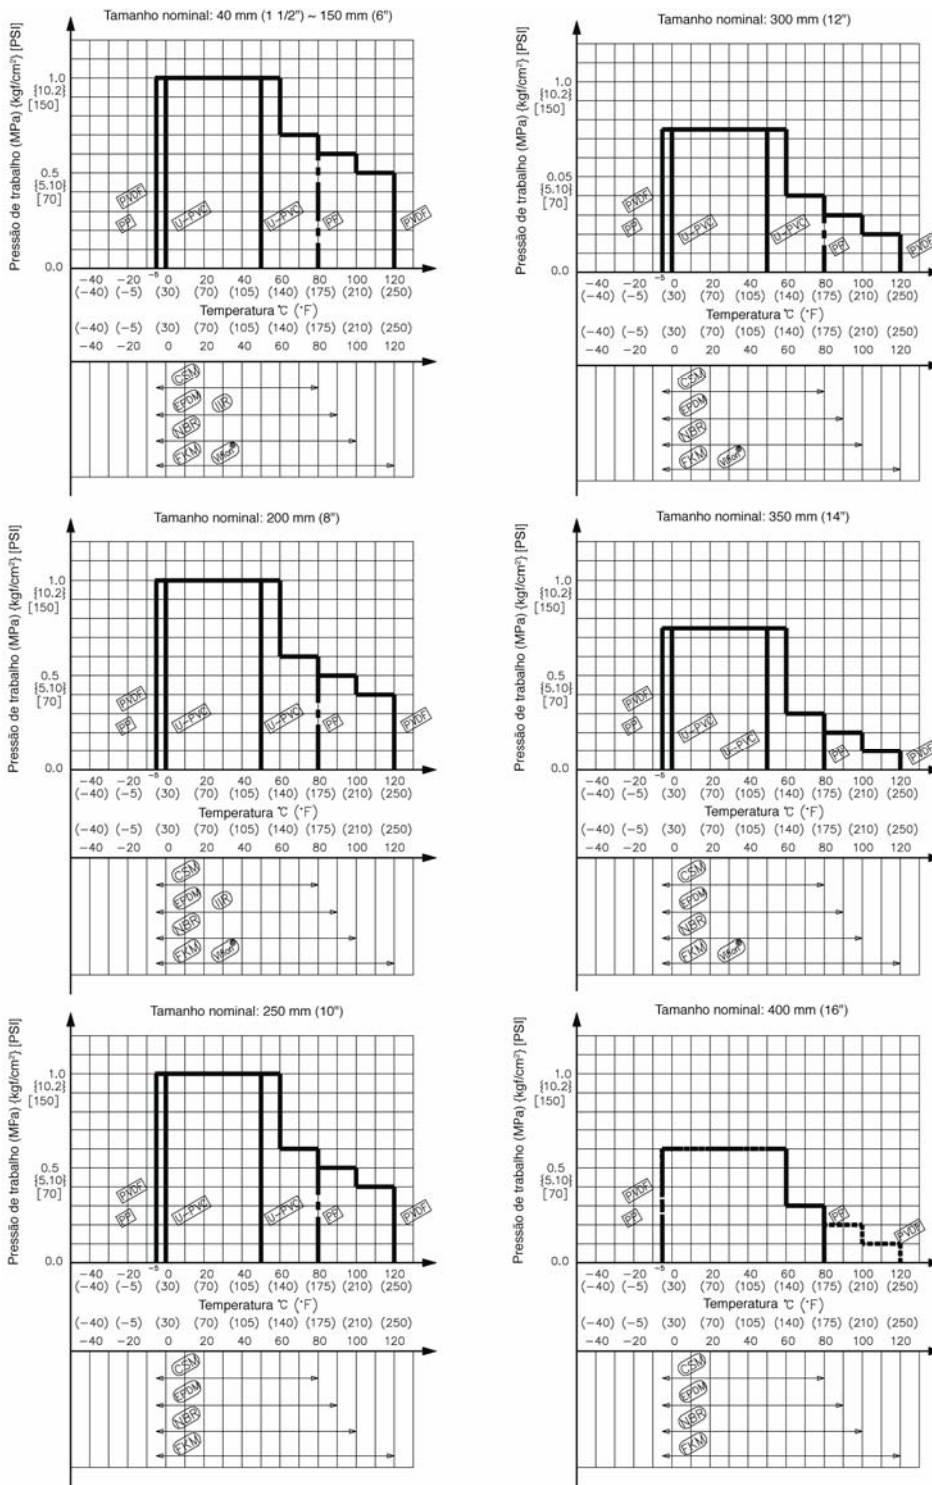 Tamanho nominal: 40 mm (1 1/2") ~ 150 mm (6")
Pressão de trabalho (MPa) {kgf/cm²} [PSI]
1.0
{10.2}
[150]
0.5
{5.10}
[70]
0.0
PVDF
PP
U-PVC
U-PVC
PP
PVDF
-5
-40 -20 0 20 40 60 80 100 120
(-40) (-5) (30) (70) (105) (140) (175) (210) (250)
Temperatura °C (°F)
(-40) (-5) (30) (70) (105) (140) (175) (210) (250)
-40 -20 0 20 40 60 80 100 120
CSM
EPDM IIR
NBR
FKM Viflon®
Tamanho nominal: 300 mm (12")
Pressão de trabalho (MPa) {kgf/cm²} [PSI]
1.0
{10.2}
[150]
0.05
{5.10}
[70]
0.0
PVDF
PP
U-PVC
U-PVC
PP
PVDF
-5
-40 -20 0 20 40 60 80 100 120
(-40) (-5) (30) (70) (105) (140) (175) (210) (250)
Temperatura °C (°F)
(-40) (-5) (30) (70) (105) (140) (175) (210) (250)
-40 -20 0 20 40 60 80 100 120
CSM
EPDM
NBR
FKM Viflon®
Tamanho nominal: 200 mm (8")
Pressão de trabalho (MPa) {kgf/cm²} [PSI]
1.0
{10.2}
[150]
0.5
{5.10}
[70]
0.0
PVDF
PP
U-PVC
U-PVC
PP
PVDF
-5
-40 -20 0 20 40 60 80 100 120
(-40) (-5) (30) (70) (105) (140) (175) (210) (250)
Temperatura °C (°F)
(-40) (-5) (30) (70) (105) (140) (175) (210) (250)
-40 -20 0 20 40 60 80 100 120
CSM
EPDM IIR
NBR
FKM Viflon®
Tamanho nominal: 350 mm (14")
Pressão de trabalho (MPa) {kgf/cm²} [PSI]
1.0
{10.2}
[150]
0.5
{5.10}
[70]
0.0
PVDF
PP
U-PVC
U-PVC
PP
PVDF
-5
-40 -20 0 20 40 60 80 100 120
(-40) (-5) (30) (70) (105) (140) (175) (210) (250)
Temperatura °C (°F)
(-40) (-5) (30) (70) (105) (140) (175) (210) (250)
-40 -20 0 20 40 60 80 100 120
CSM
EPDM
NBR
FKM Viflon®
Tamanho nominal: 250 mm (10")
Pressão de trabalho (MPa) {kgf/cm²} [PSI]
1.0
{10.2}
[150]
0.5
{5.10}
[70]
0.0
PVDF
PP
U-PVC
U-PVC
PP
PVDF
-5
-40 -20 0 20 40 60 80 100 120
(-40) (-5) (30) (70) (105) (140) (175) (210) (250)
Temperatura °C (°F)
(-40) (-5) (30) (70) (105) (140) (175) (210) (250)
-40 -20 0 20 40 60 80 100 120
CSM
EPDM
NBR
FKM
Tamanho nominal: 400 mm (16")
Pressão de trabalho (MPa) {kgf/cm²} [PSI]
1.0
{10.2}
[150]
0.5
{5.10}
[70]
0.0
PVDF
PP
PP
PVDF
-5
-40 -20 0 20 40 60 80 100 120
(-40) (-5) (30) (70) (105) (140) (175) (210) (250)
Temperatura °C (°F)
(-40) (-5) (30) (70) (105) (140) (175) (210) (250)
-40 -20 0 20 40 60 80 100 120
CSM
EPDM
NBR
FKM